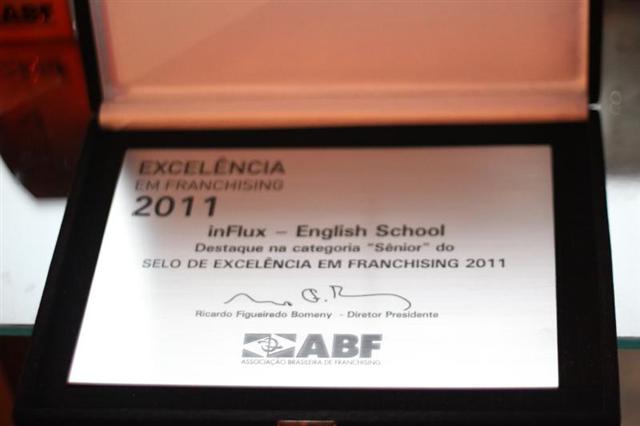 ABF
EXCELÊNCIA
EM FRANCHISING
2011
inFlux – English School
Destaque na categoria "Sênior" do
SELO DE EXCELÊNCIA EM FRANCHISING 2011
Ricardo Figueiredo Bomeny - Diretor Presidente
ABF
ASSOCIAÇÃO BRASILEIRA DE FRANCHISING